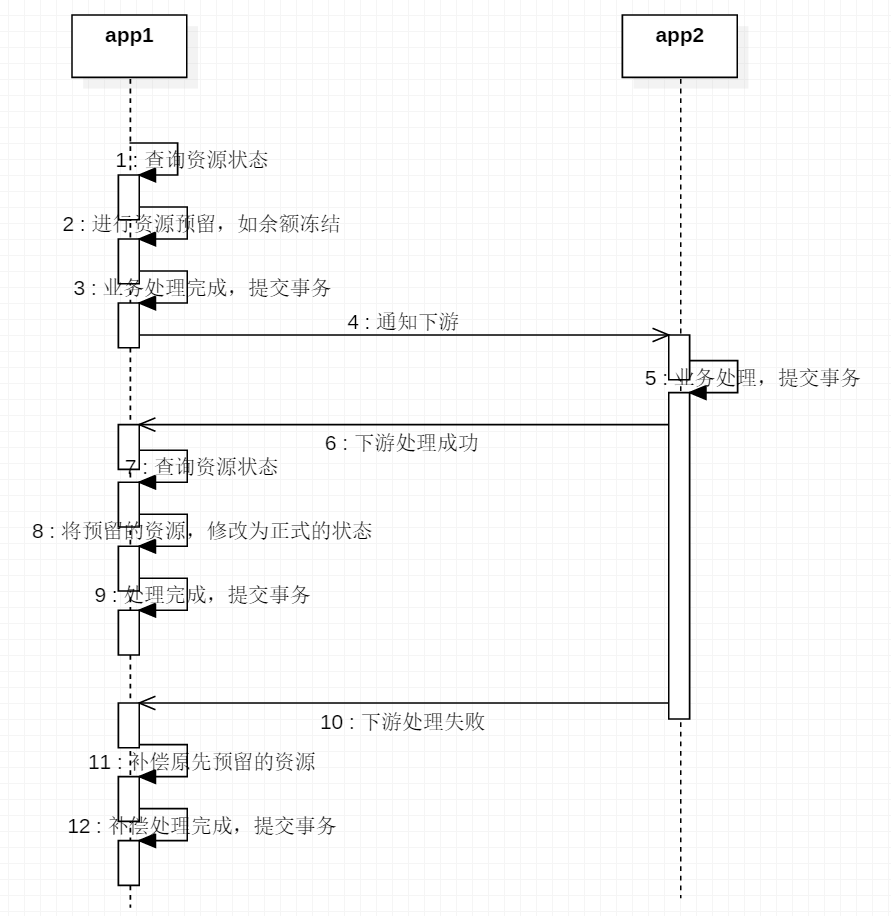 app1
app2
1 : 查询资源状态
2 : 进行资源预留，如余额冻结
3 : 业务处理完成，提交事务
4 : 通知下游
5 : 业务处理，提交事务
6 : 下游处理成功
7 : 查询资源状态
8 : 将预留的资源，修改为正式的状态
9 : 处理完成，提交事务
10 : 下游处理失败
11 : 补偿原先预留的资源
12 : 补偿处理完成，提交事务